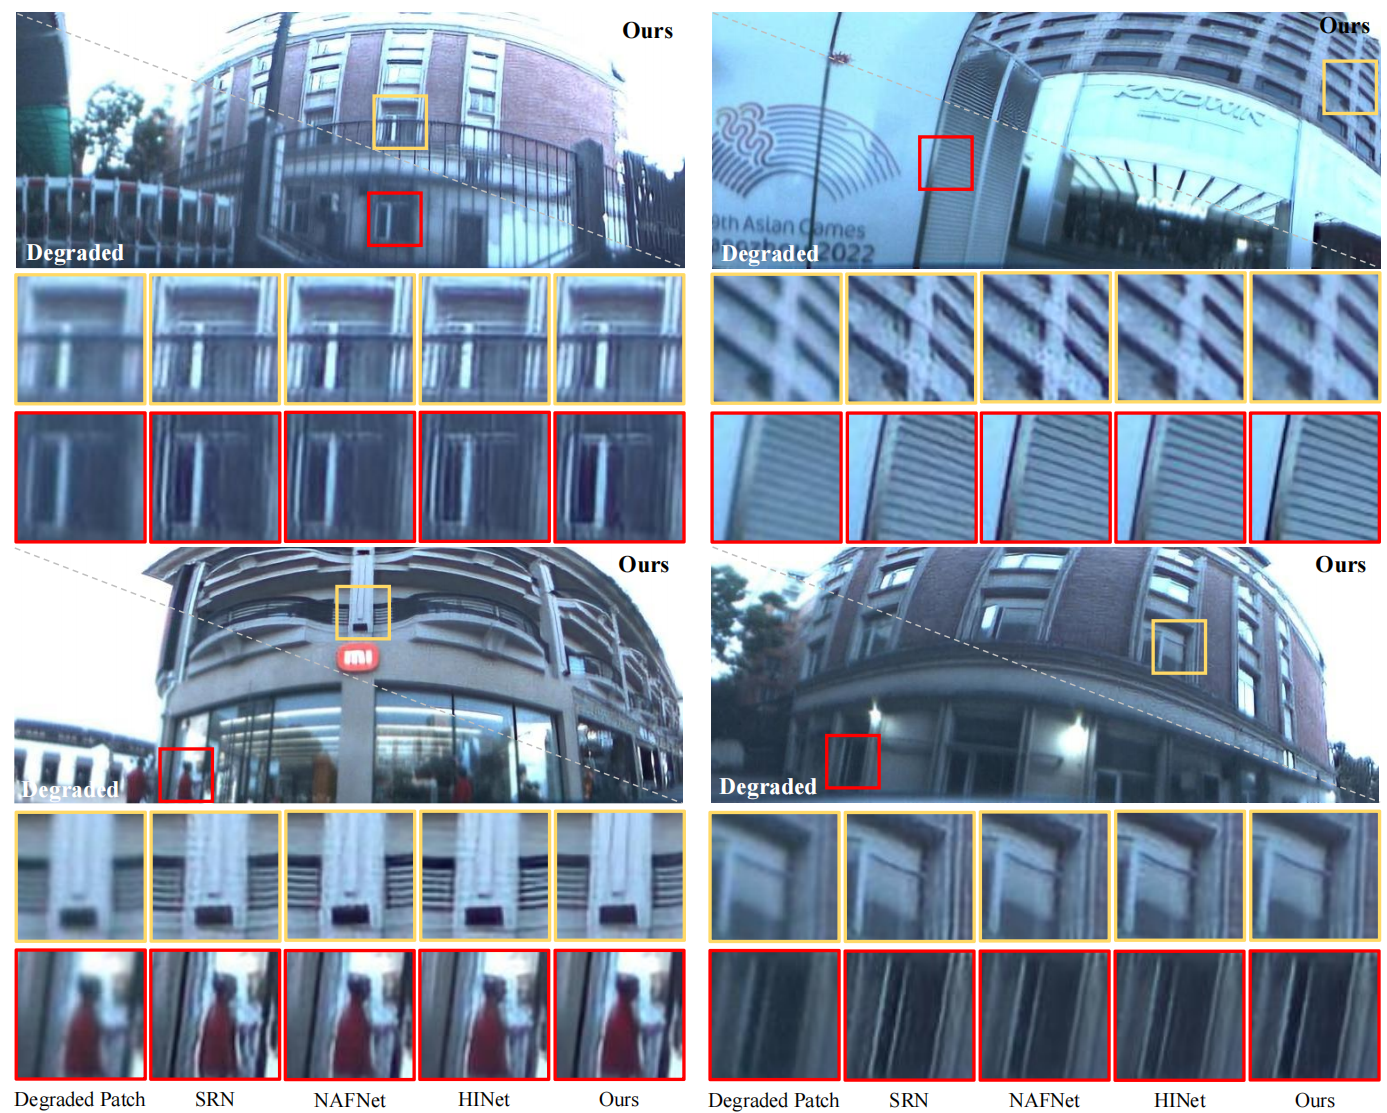 Ours
Degraded
Ours
KNOWIN
9th Asian Games
2022
Degraded
Ours
mi
Degraded
Ours
Degraded
Degraded Patch SRN NAFNet HINet Ours
Degraded Patch SRN NAFNet HINet Ours